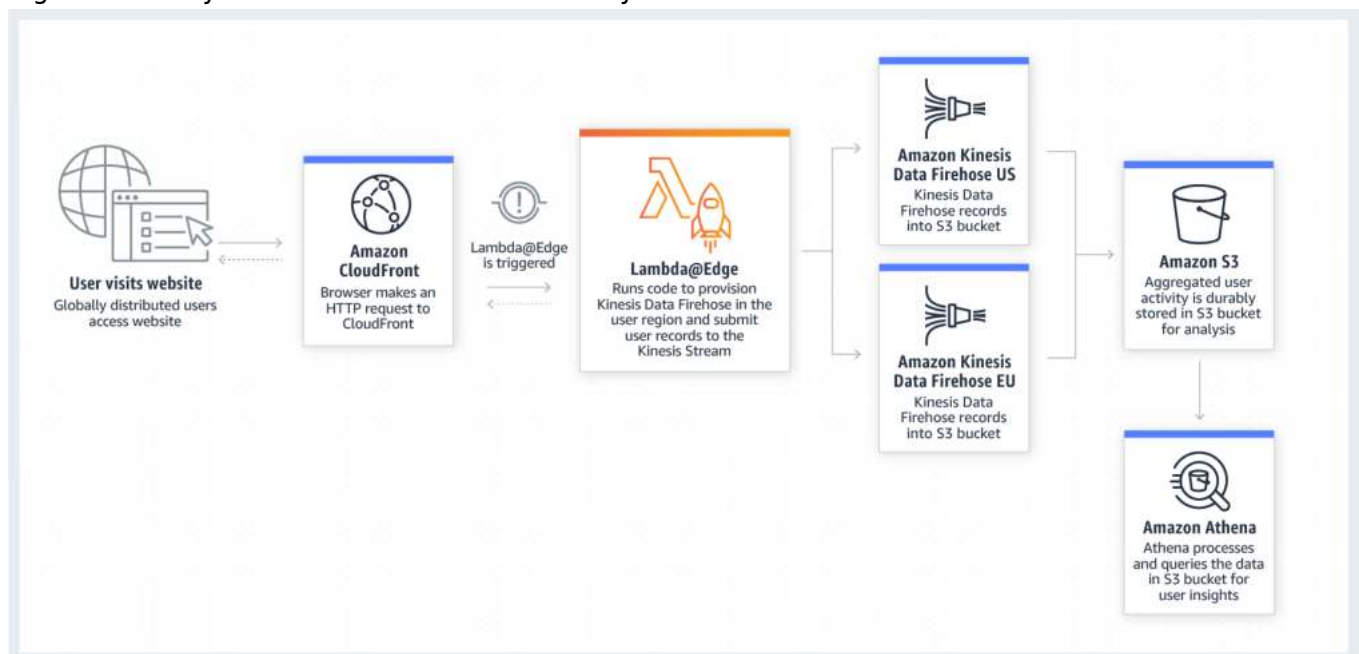 User visits website
Globally distributed users
access website
Amazon
CloudFront
Browser makes an
HTTP request to
CloudFront
Lambda@Edge
is triggered
Lambda@Edge
Runs code to provision
Kinesis Data Firehose in the
user region and submit
user records to the
Kinesis Stream
Amazon Kinesis
Data Firehose US
Kinesis Data
Firehose records
into S3 bucket
Amazon Kinesis
Data Firehose EU
Kinesis Data
Firehose records
into S3 bucket
Amazon S3
Aggregated user
activity is durably
stored in S3 bucket
for analysis
Amazon Athena
Athena processes
and queries the data
in S3 bucket for
user insights